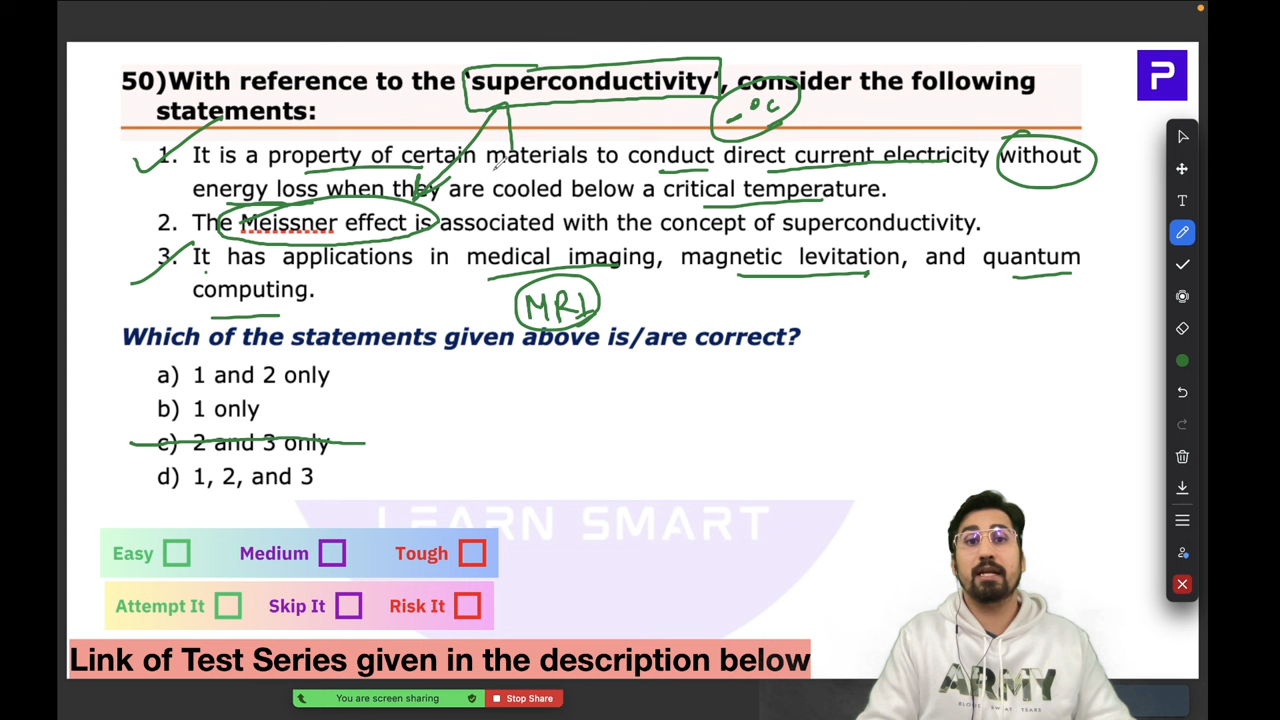 50)With reference to the ‘superconductivity’, consider the following
statements:
1. It is a property of certain materials to conduct direct current electricity without
energy loss when they are cooled below a critical temperature.
2. The Meissner effect is associated with the concept of superconductivity.
3. It has applications in medical imaging, magnetic levitation, and quantum
computing.
MRI
Which of the statements given above is/are correct?
a) 1 and 2 only
b) 1 only
c) 2 and 3 only
d) 1, 2, and 3
LEARN SMART
Easy Medium Tough
Attempt It Skip It Risk It
Link of Test Series given in the description below
You are screen sharing Stop Share
ARMY